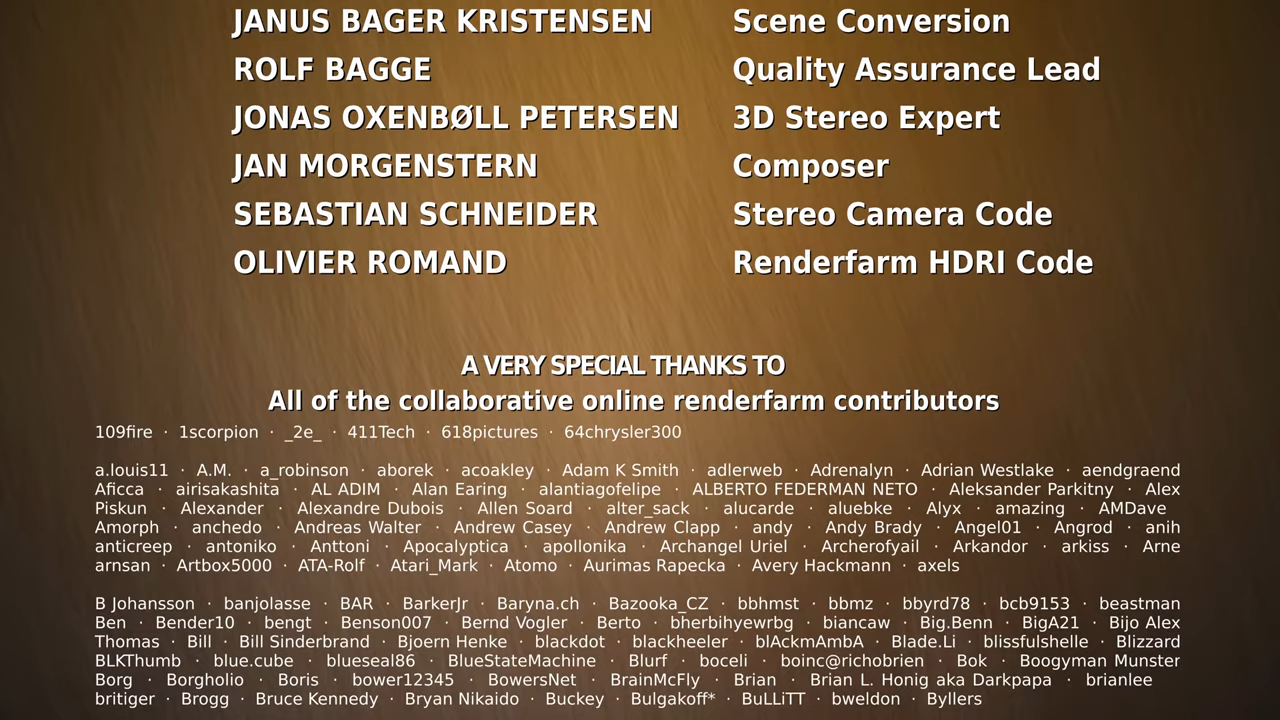 JANUS BAGER KRISTENSEN Scene Conversion
ROLF BAGGE Quality Assurance Lead
JONAS OXENBØLL PETERSEN 3D Stereo Expert
JAN MORGENSTERN Composer
SEBASTIAN SCHNEIDER Stereo Camera Code
OLIVIER ROMAND Renderfarm HDRI Code
A VERY SPECIAL THANKS TO
All of the collaborative online renderfarm contributors
109fire · 1scorpion · _2e_ · 411Tech · 618pictures · 64chrysler300
a.louis11 · A.M. · a_robinson · aborek · acoakley · Adam K Smith · adlerweb · Adrenalyn · Adrian Westlake · aendgraend
Aficca · airisakashita · AL ADIM · Alan Earing · alantiagofelipe · ALBERTO FEDERMAN NETO · Aleksander Parkitny · Alex
Piskun · Alexander · Alexandre Dubois · Allen Soard · alter_sack · alucarde · aluebke · Alyx · amazing · AMDave
Amorph · anchedo · Andreas Walter · Andrew Casey · Andrew Clapp · andy · Andy Brady · Angel01 · Angrod · anih
anticreep · antoniko · Anttoni · Apocalyptica · apollonika · Archangel Uriel · Archerofyail · Arkandor · arkiss · Arne
arnsan · Artbox5000 · ATA-Rolf · Atari_Mark · Atomo · Aurimas Rapecka · Avery Hackmann · axels
B Johansson · banjolasse · BAR · BarkerJr · Baryna.ch · Bazooka_CZ · bbhmst · bbmz · bbyrd78 · bcb9153 · beastman
Ben · Bender10 · bengt · Benson007 · Bernd Vogler · Berto · bherbihyewrbg · biancaw · Big.Benn · BigA21 · Bijo Alex
Thomas · Bill · Bill Sinderbrand · Bjoern Henke · blackdot · blackheeler · blAckmAmbA · Blade.Li · blissfulshelle · Blizzard
BLKThumb · blue.cube · blueseal86 · BlueStateMachine · Blurf · boceli · boinc@richobrien · Bok · Boogyman Munster
Borg · Borgholio · Boris · bower12345 · BowersNet · BrainMcFly · Brian · Brian L. Honig aka Darkpapa · brianlee
britiger · Brogg · Bruce Kennedy · Bryan Nikaido · Buckey · Bulgakoff* · BuLLiTT · bweldon · Byllers